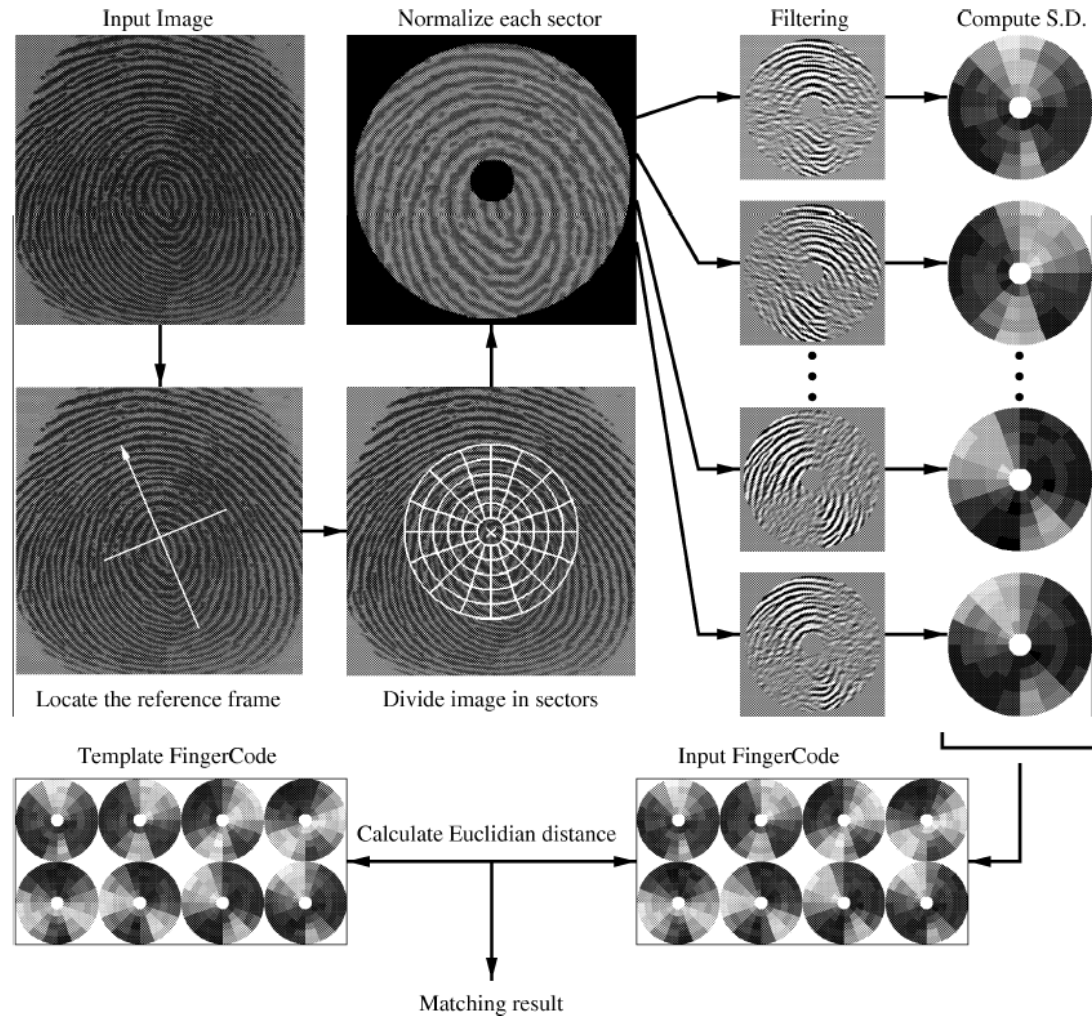 Input Image
Normalize each sector
Filtering
Compute S.D.
Locate the reference frame
Divide image in sectors
Template FingerCode
Input FingerCode
Calculate Euclidian distance
Matching result